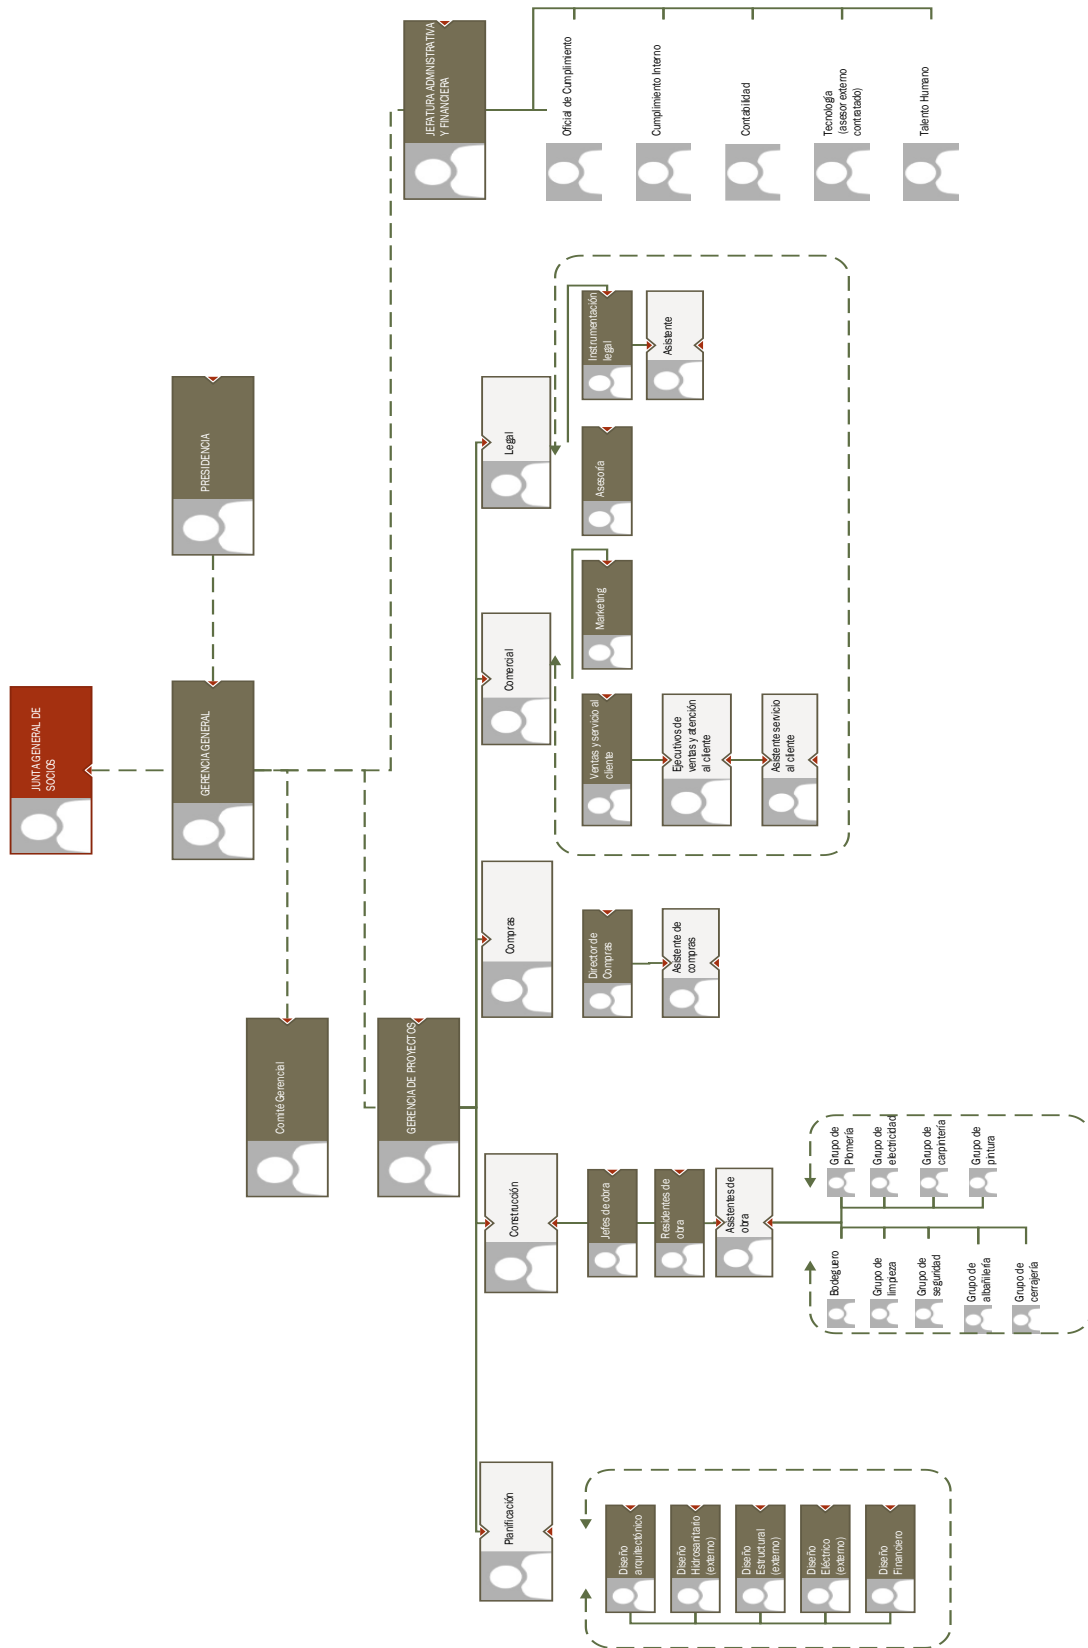 JUNTA GENERAL DE
SOCIOS
GERENCIA GENERAL
PRESIDENCIA
Comité Gerencial
GERENCIA DE PROYECTOS
JEFATURA ADMINISTRATIVA
Y FINANCIERA
Planificación
Construcción
Compras
Comercial
Legal
Diseño
arquitectónico
Diseño
Hidrosanitario
(externo)
Diseño
Estructural
(externo)
Diseño
Eléctrico
(externo)
Diseño
Financiero
Jefes de obra
Residentes de
obra
Asistentes de
obra
Bodeguero
Grupo de
limpieza
Grupo de
seguridad
Grupo de
albañilería
Grupo de
cerrajería
Grupo de
Plomería
Grupo de
electricidad
Grupo de
carpintería
Grupo de
pintura
Director de
Compras
Asistente de
compras
Ventas y servicio al
cliente
Ejecutivos de
ventas y atención
al cliente
Asistente servicio
al cliente
Marketing
Asesoría
Instrumentación
legal
Asistente
Oficial de Cumplimiento
Cumplimiento Interno
Contabilidad
Tecnología
(asesor externo
contratado)
Talento Humano